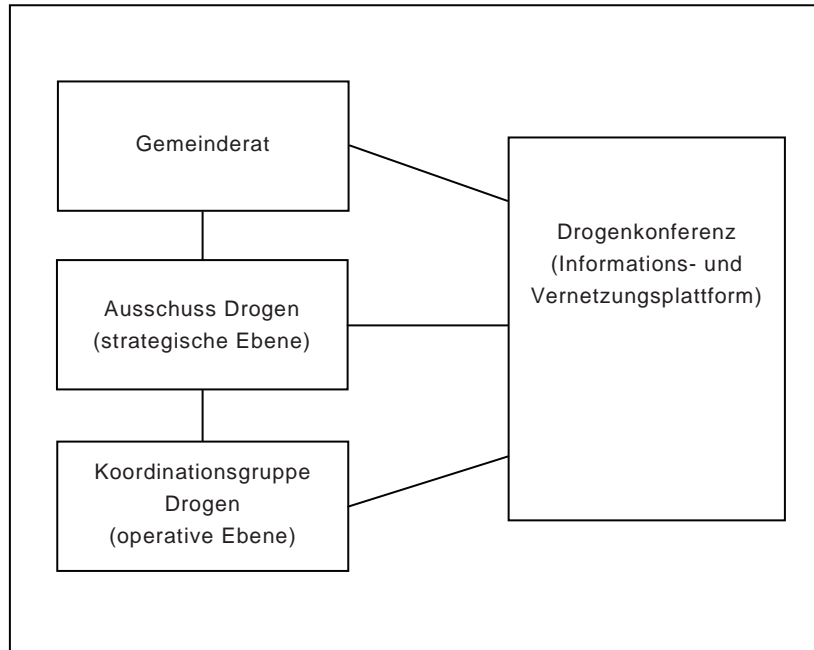 Gemeinderat
Ausschuss Drogen
(strategische Ebene)
Koordinationsgruppe
Drogen
(operative Ebene)
Drogenkonferenz
(Informations- und
Vernetzungsplattform)